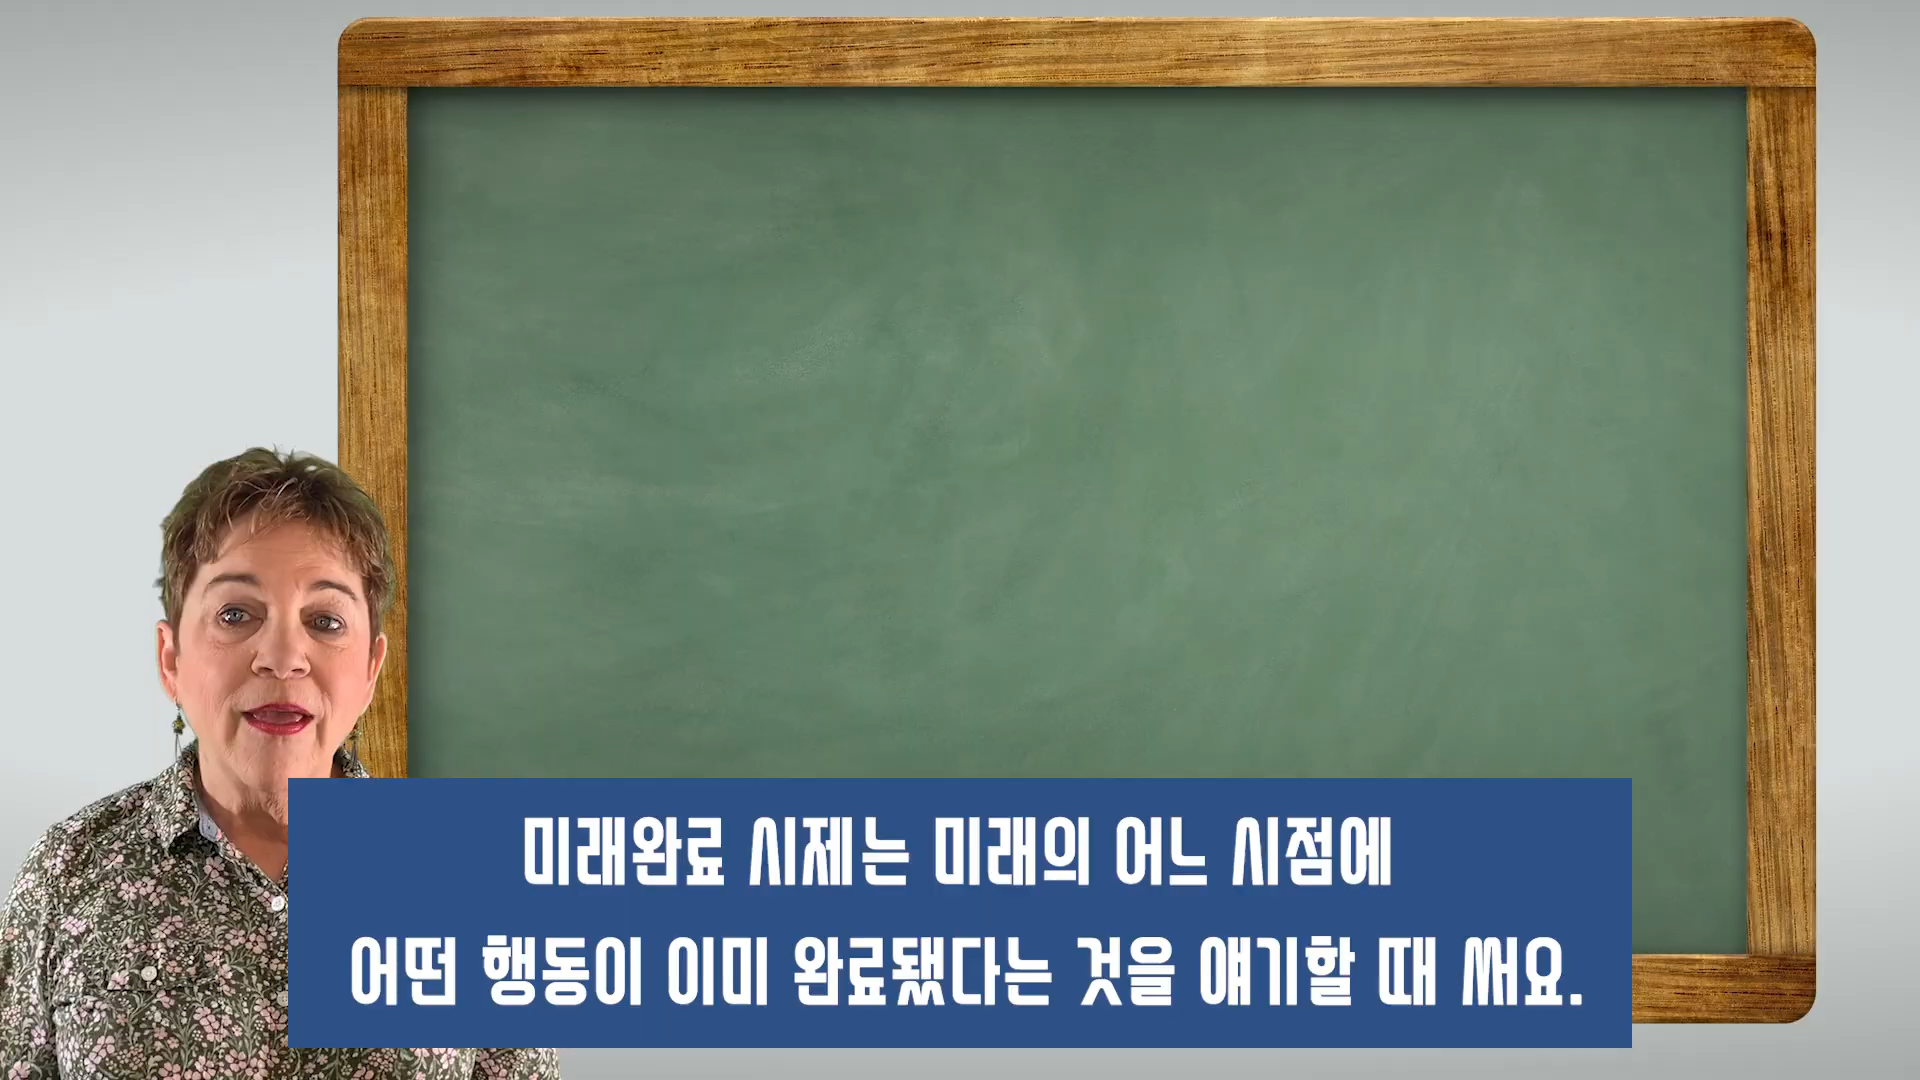 미래완료 시제는 미래의 어느 시점에
어떤 행동이 이미 완료됐다는 것을 얘기할 때 써요.